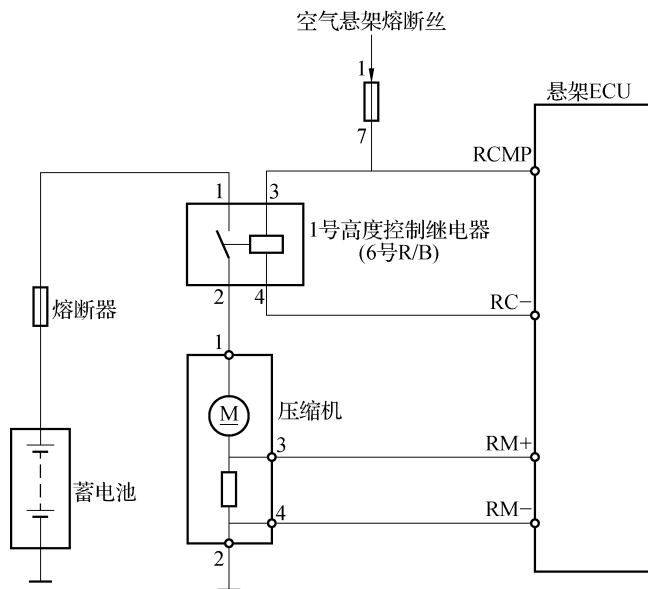 空气悬架熔断丝
1
7
悬架ECU
RCMP
1
3
1号高度控制继电器
(6号R/B)
2
4
RC−
熔断器
1
M
压缩机
3
RM+
蓄电池
4
RM−
2